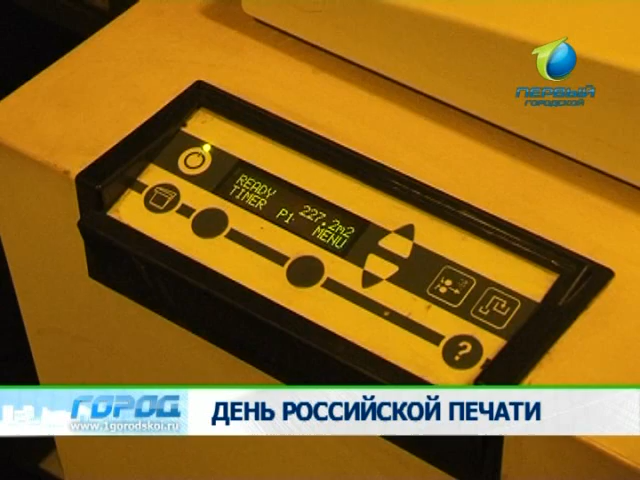 ПЕРВЫЙ
ГОРОДСКОЙ
READY 227.2m2
TIMER P1 MENU
?
ГОРОД
www.1gorodskoi.ru
ДЕНЬ РОССИЙСКОЙ ПЕЧАТИ